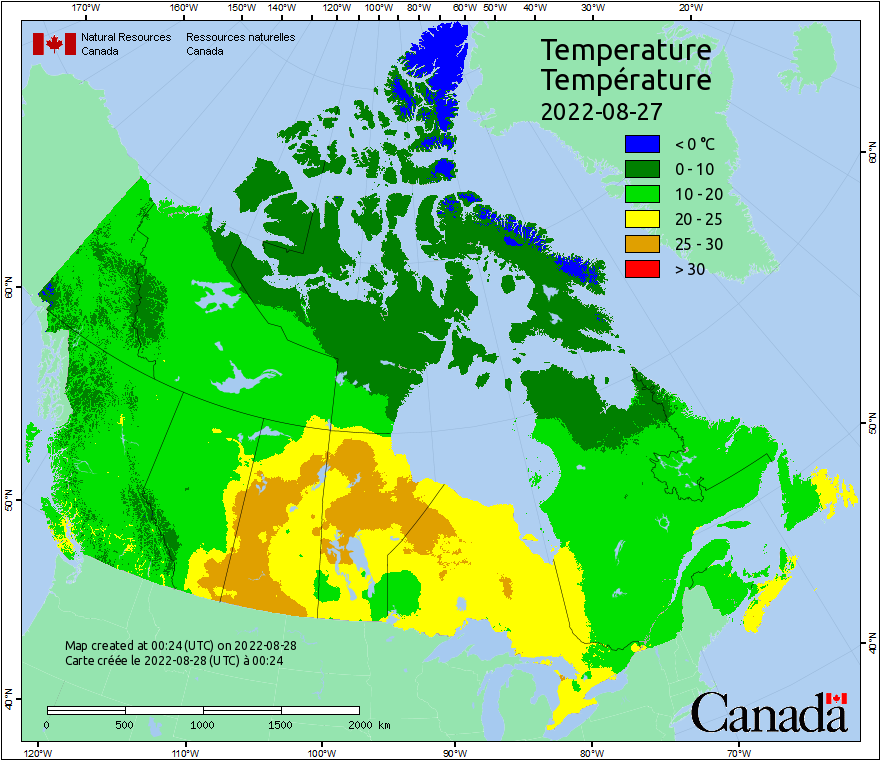 170°W 160°W 150°W 140°W 120°W 100°W 80°W 60°W 50°W 40°W 30°W 20°W
Natural Resources Ressources naturelles
Canada Canada
Temperature
Température
2022-08-27
< 0 °C
0 - 10
10 - 20
20 - 25
25 - 30
> 30
60°N
60°N
50°N
50°N
40°N
40°N
Map created at 00:24 (UTC) on 2022-08-28
Carte créée le 2022-08-28 (UTC) à 00:24
0 500 1000 1500 2000 km
Canada
120°W 110°W 100°W 90°W 80°W 70°W